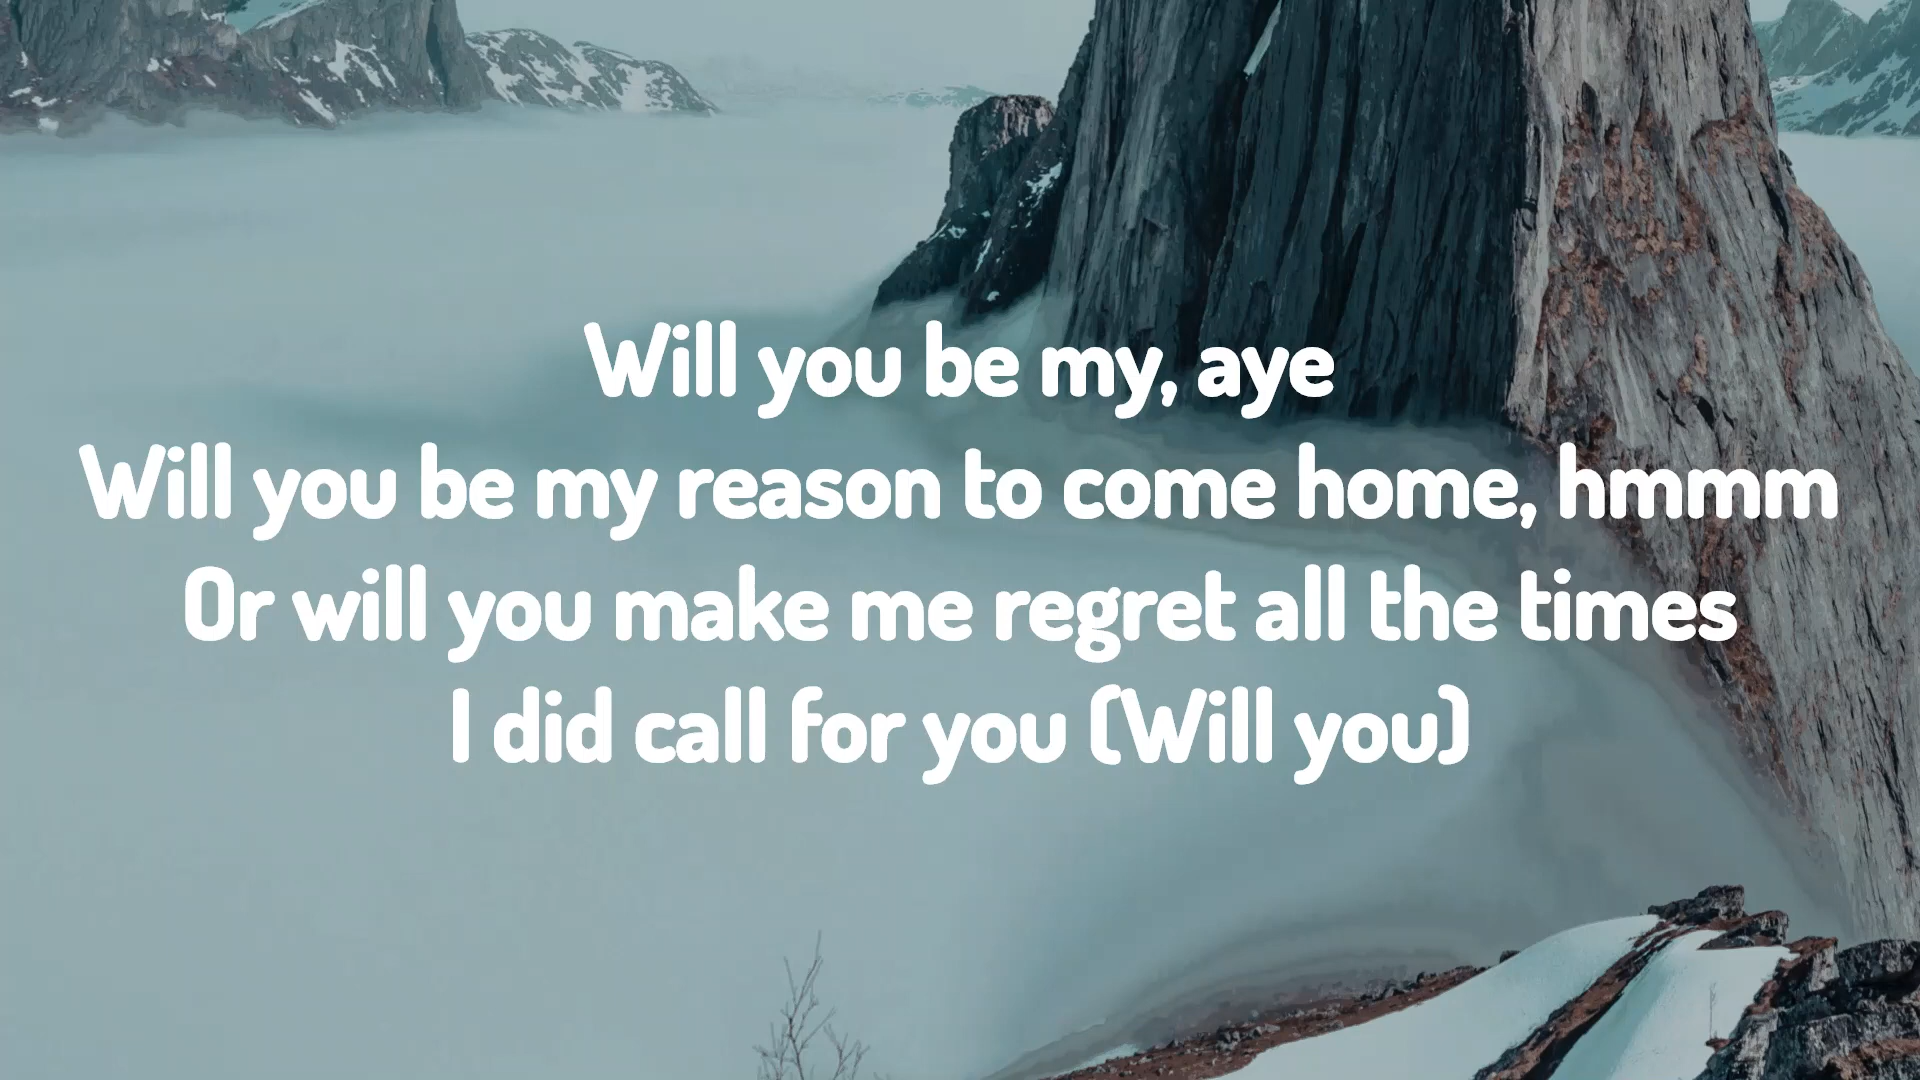 Will you be my, aye
Will you be my reason to come home, hmmm
Or will you make me regret all the times
I did call for you (Will you)